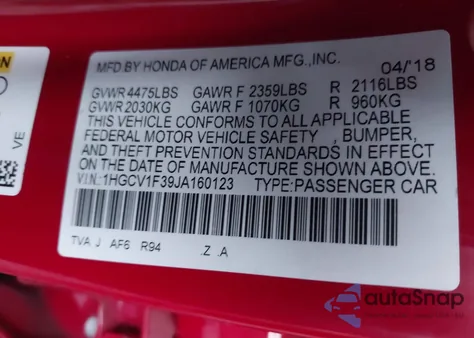 MFD.BY HONDA OF AMERICA MFG.,INC. 04/'18
GVWR 4475LBS GAWR F 2359LBS R 2116LBS
GVWR 2030KG GAWR F 1070KG R 960KG
THIS VEHICLE CONFORMS TO ALL APPLICABLE
FEDERAL MOTOR VEHICLE SAFETY , BUMPER,
AND THEFT PREVENTION STANDARDS IN EFFECT
ON THE DATE OF MANUFACTURE SHOWN ABOVE.
V.I.N.:1HGCV1F39JA160123 TYPE:PASSENGER CAR
TVA J AF6 R94 .Z .A
VE
autoSnap